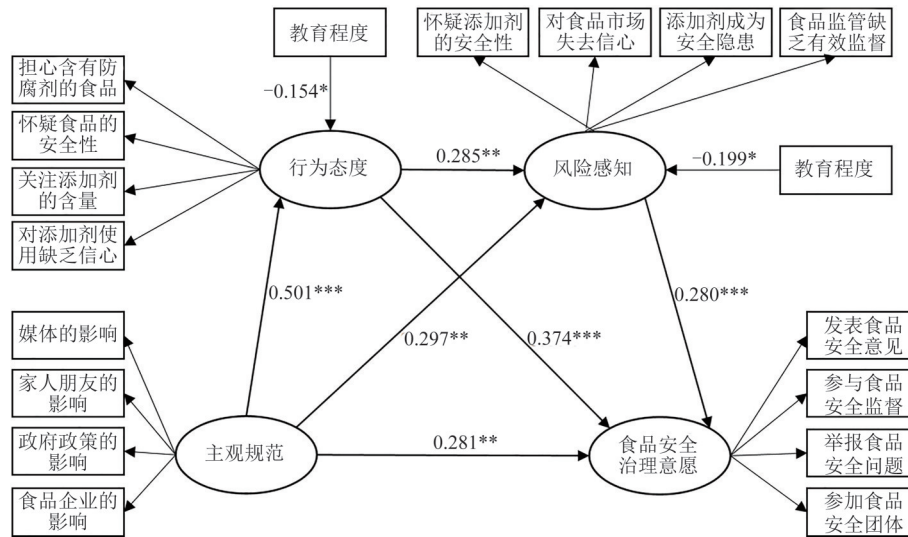 教育程度
怀疑添加剂
的安全性
对食品市场
失去信心
添加剂成为
安全隐患
食品监管缺
乏有效监督
担心含有防
腐剂的食品
怀疑食品的
安全性
关注添加剂
的含量
对添加剂使
用缺乏信心
−0.154*
行为态度
0.285**
风险感知
−0.199*
教育程度
0.501***
0.297**
0.374***
0.280***
媒体的影响
家人朋友的
影响
政府政策的
影响
食品企业的
影响
主观规范
0.281**
食品安全
治理意愿
发表食品
安全意见
参与食品
安全监督
举报食品
安全问题
参加食品
安全团体